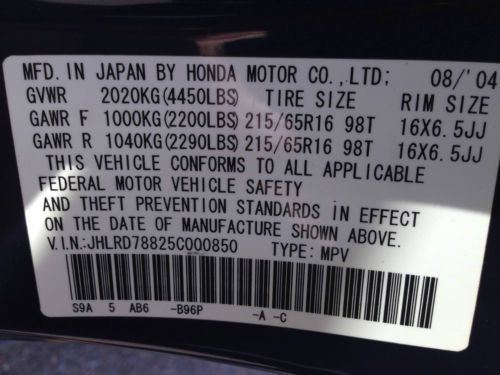 MFD. IN JAPAN BY HONDA MOTOR CO., LTD; 08/'04
GVWR 2020KG(4450LBS) TIRE SIZE RIM SIZE
GAWR F 1000KG(2200LBS) 215/65R16 98T 16X6.5JJ
GAWR R 1040KG(2290LBS) 215/65R16 98T 16X6.5JJ
THIS VEHICLE CONFORMS TO ALL APPLICABLE
FEDERAL MOTOR VEHICLE SAFETY
AND THEFT PREVENTION STANDARDS IN EFFECT
ON THE DATE OF MANUFACTURE SHOWN ABOVE.
V.I.N.:JHLRD78825C000850 TYPE: MPV
S9A 5 AB6 -B96P -A -C